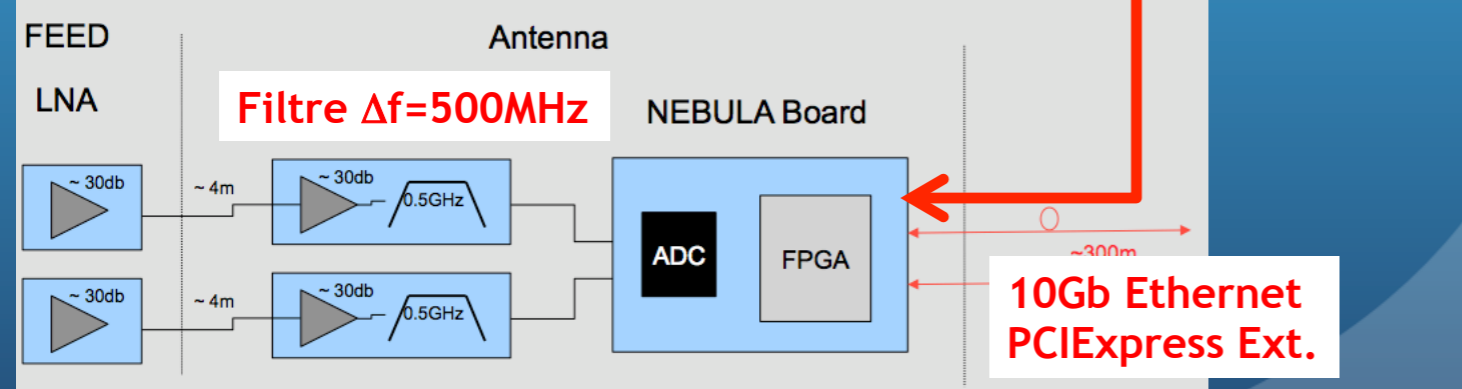 FEED
Antenna
LNA
Filtre Δf=500MHz
NEBULA Board
~ 30db
~ 4m
~ 30db
0.5GHz
ADC
FPGA
~300m
~ 30db
~ 4m
~ 30db
0.5GHz
10Gb Ethernet
PCIExpress Ext.